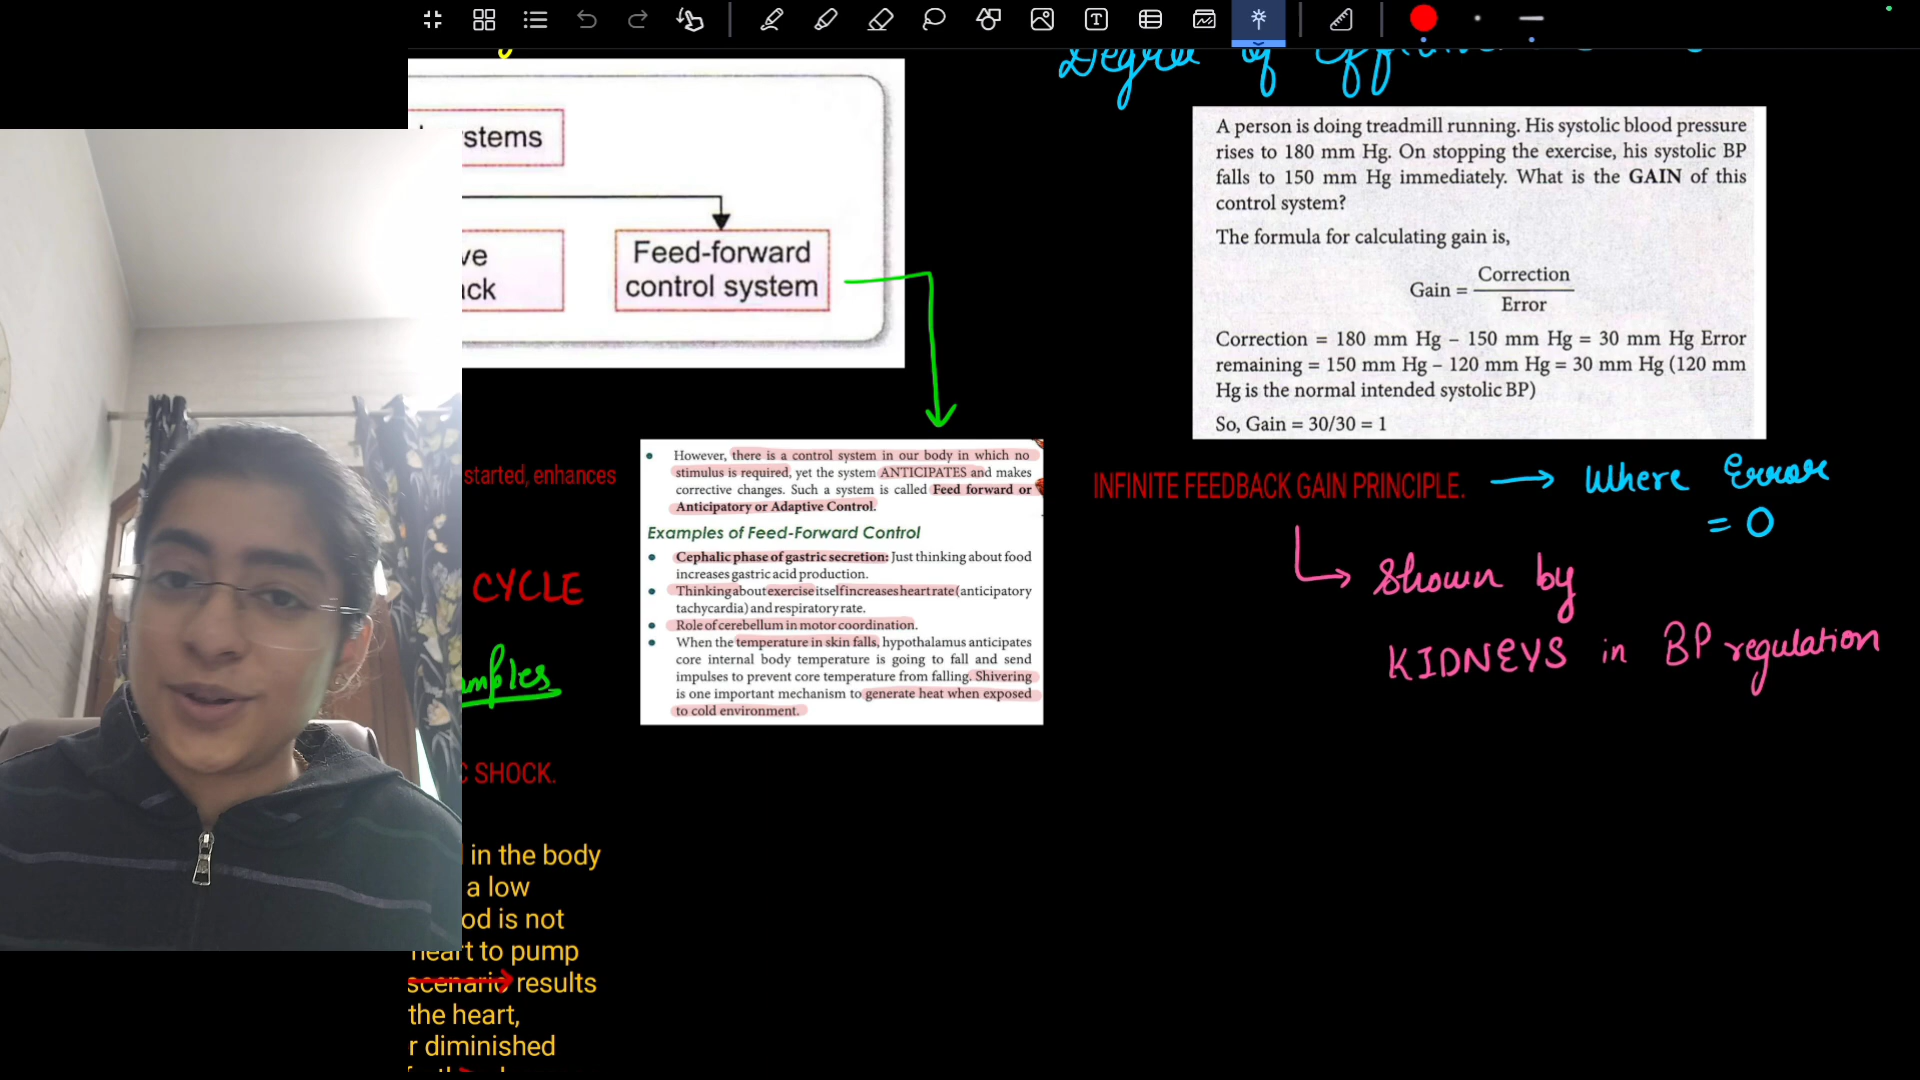 Degree of
stems
ve
ck
Feed-forward
control system
A person is doing treadmill running. His systolic blood pressure
rises to 180 mm Hg. On stopping the exercise, his systolic BP
falls to 150 mm Hg immediately. What is the GAIN of this
control system?
The formula for calculating gain is,
Gain = Correction
Error
Correction = 180 mm Hg – 150 mm Hg = 30 mm Hg Error
remaining = 150 mm Hg – 120 mm Hg = 30 mm Hg (120 mm
Hg is the normal intended systolic BP)
So, Gain = 30/30 = 1
started, enhances
CYCLE
mples
C SHOCK.
in the body
a low
od is not
heart to pump
scenario results
the heart,
r diminished
• However, there is a control system in our body in which no
stimulus is required, yet the system ANTICIPATES and makes
corrective changes. Such a system is called Feed forward or
Anticipatory or Adaptive Control.
Examples of Feed-Forward Control
• Cephalic phase of gastric secretion: Just thinking about food
increases gastric acid production.
• Thinking about exercise itself increases heart rate (anticipatory
tachycardia) and respiratory rate.
• Role of cerebellum in motor coordination.
• When the temperature in skin falls, hypothalamus anticipates
core internal body temperature is going to fall and send
impulses to prevent core temperature from falling. Shivering
is one important mechanism to generate heat when exposed
to cold environment.
INFINITE FEEDBACK GAIN PRINCIPLE. → Where Error
= 0
Shown by
KIDNEYS in BP regulation